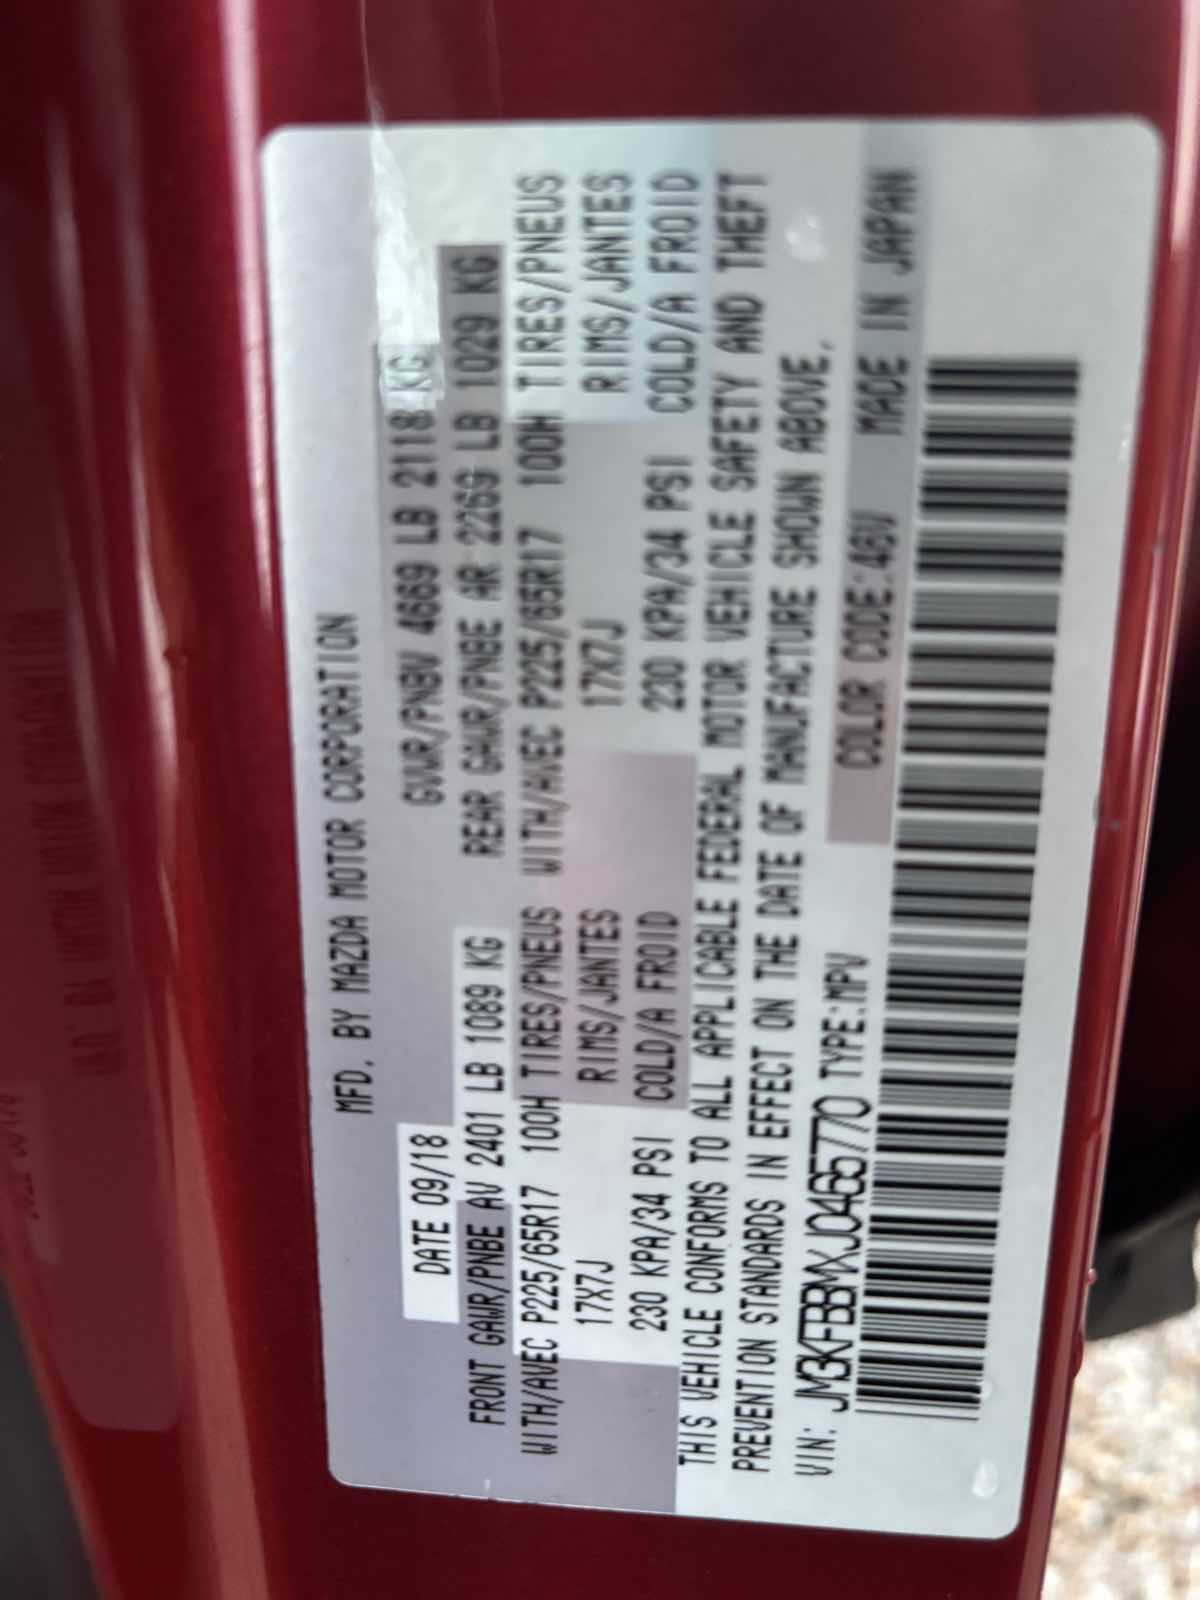 MFD. BY MAZDA MOTOR CORPORATION
DATE 09/18 GVWR/PNBV 4669 LB 2118 KG
FRONT GAWR/PNBE AV 2401 LB 1089 KG REAR GAWR/PNBE AR 2269 LB 1029 KG
WITH/AVEC P225/65R17 100H TIRES/PNEUS WITH/AVEC P225/65R17 100H TIRES/PNEUS
17X7J RIMS/JANTES 17X7J RIMS/JANTES
230 KPA/34 PSI COLD/A FROID 230 KPA/34 PSI COLD/A FROID
THIS VEHICLE CONFORMS TO ALL APPLICABLE FEDERAL MOTOR VEHICLE SAFETY AND THEFT
PREVENTION STANDARDS IN EFFECT ON THE DATE OF MANUFACTURE SHOWN ABOVE.
VIN: JM3KFBBMXJ0465770 TYPE:MPV COLOR CODE:46V MADE IN JAPAN